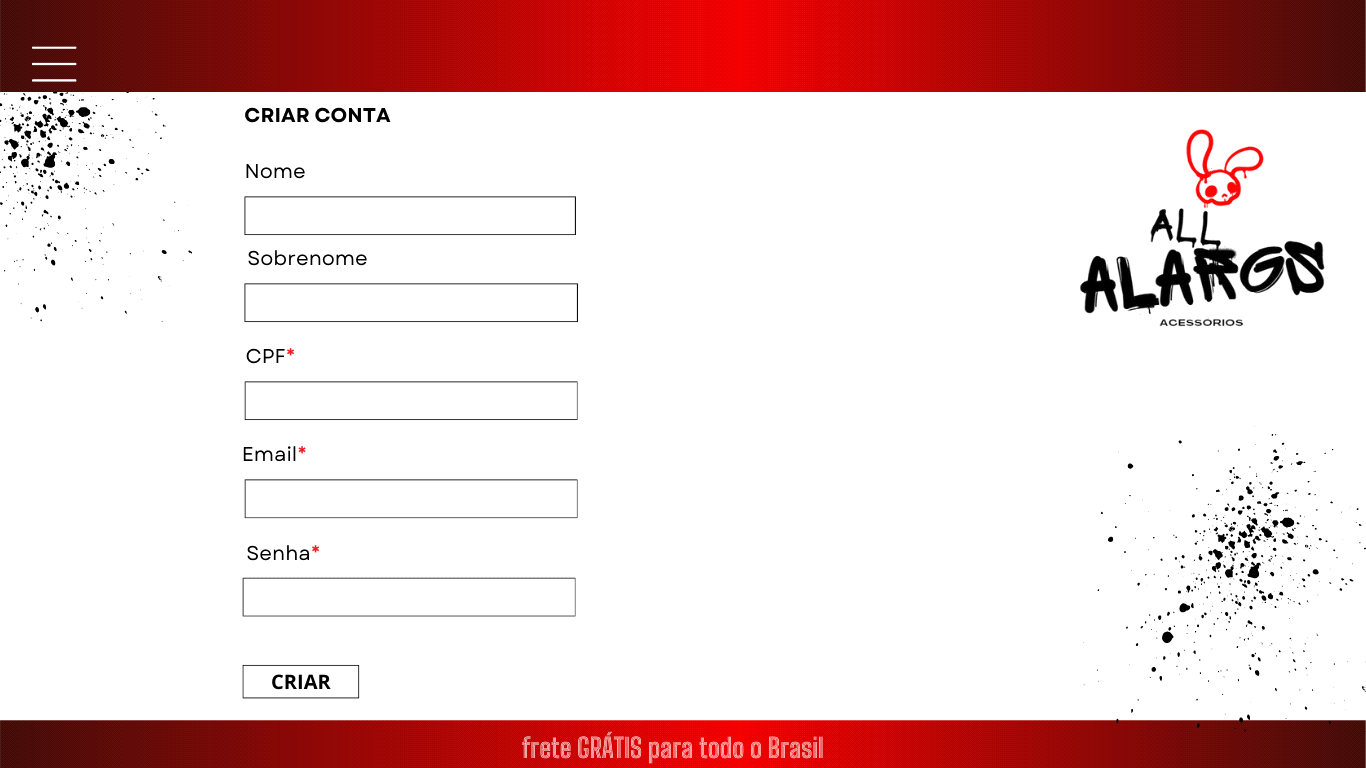 CRIAR CONTA
Nome
Sobrenome
CPF*
Email*
Senha*
CRIAR
ALL
ALARGS
ACESSORIOS
frete GRÁTIS para todo o Brasil